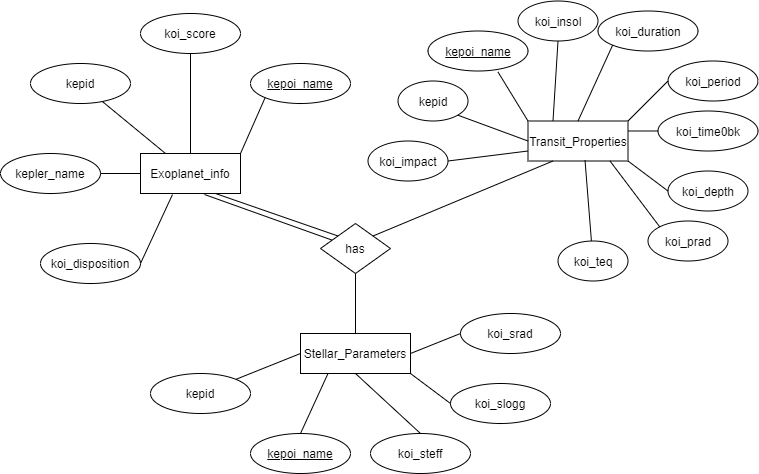 koi_score
kepid
kepoi_name
kepler_name
Exoplanet_info
koi_disposition
koi_insol
koi_duration
kepoi_name
kepid
koi_period
Transit_Properties
koi_time0bk
koi_impact
koi_depth
koi_prad
koi_teq
has
koi_srad
Stellar_Parameters
kepid
koi_slogg
kepoi_name
koi_steff